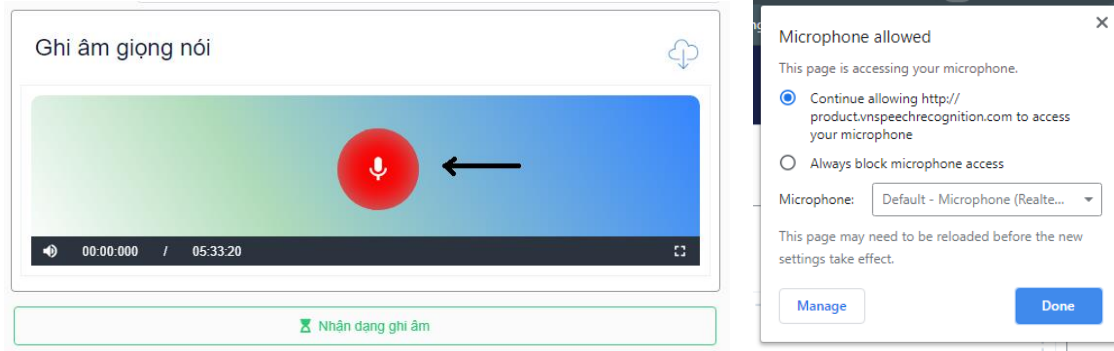 Ghi âm giọng nói
00:00:000 / 05:33:20
Nhận dạng ghi âm
Microphone allowed
This page is accessing your microphone.
Continue allowing http://
product.vnspeechrecognition.com to access
your microphone
Always block microphone access
Microphone: Default - Microphone (Realte...
This page may need to be reloaded before the new
settings take effect.
Manage Done